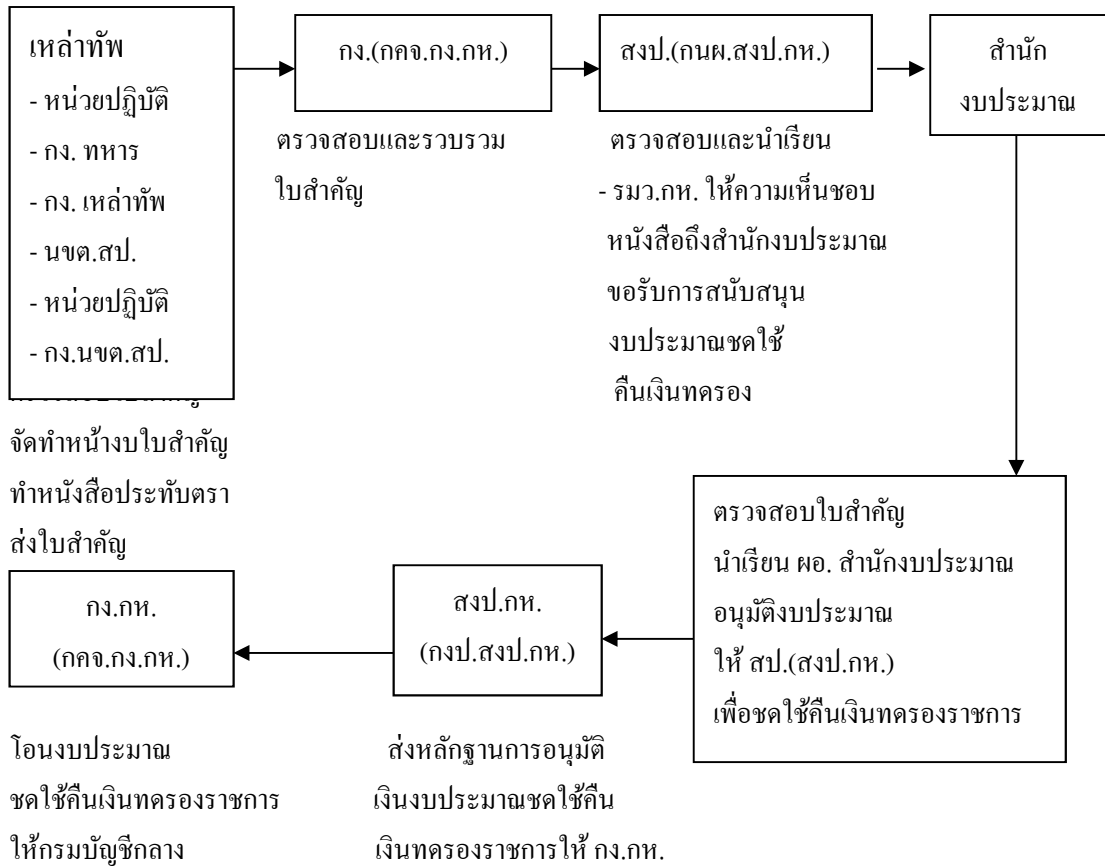 เหล่าทัพ
- หน่วยปฏิบัติ
- กง. ทหาร
- กง. เหล่าทัพ
- นขต.สป.
- หน่วยปฏิบัติ
- กง.นขต.สป.
จัดทำหน้างบใบสำคัญ
ทำหนังสือประทับตรา
ส่งใบสำคัญ
กง.(กคจ.กง.กห.)
ตรวจสอบและรวบรวม
ใบสำคัญ
สงป.(กนผ.สงป.กห.)
ตรวจสอบและนำเรียน
- รมว.กห. ให้ความเห็นชอบ
หนังสือถึงสำนักงบประมาณ
ขอรับการสนับสนุน
งบประมาณชดใช้
คืนเงินทดรอง
สำนัก
งบประมาณ
ตรวจสอบใบสำคัญ
นำเรียน ผอ. สำนักงบประมาณ
อนุมัติงบประมาณ
ให้ สป.(สงป.กห.)
เพื่อชดใช้คืนเงินทดรองราชการ
สงป.กห.
(กงป.สงป.กห.)
ส่งหลักฐานการอนุมัติ
เงินงบประมาณชดใช้คืน
เงินทดรองราชการให้ กง.กห.
กง.กห.
(กคจ.กง.กห.)
โอนงบประมาณ
ชดใช้คืนเงินทดรองราชการ
ให้กรมบัญชีกลาง